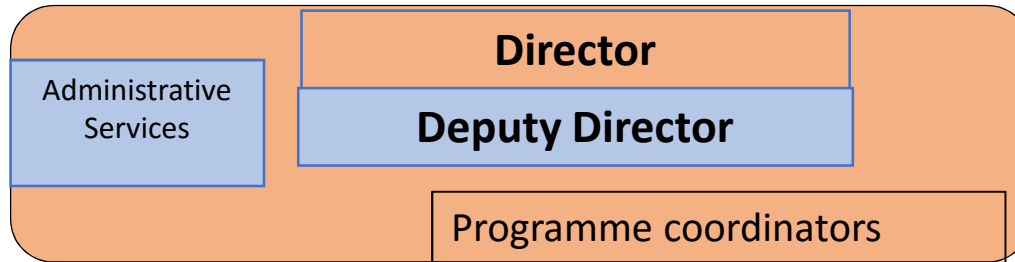 Director
Administrative
Services
Deputy Director
Programme coordinators